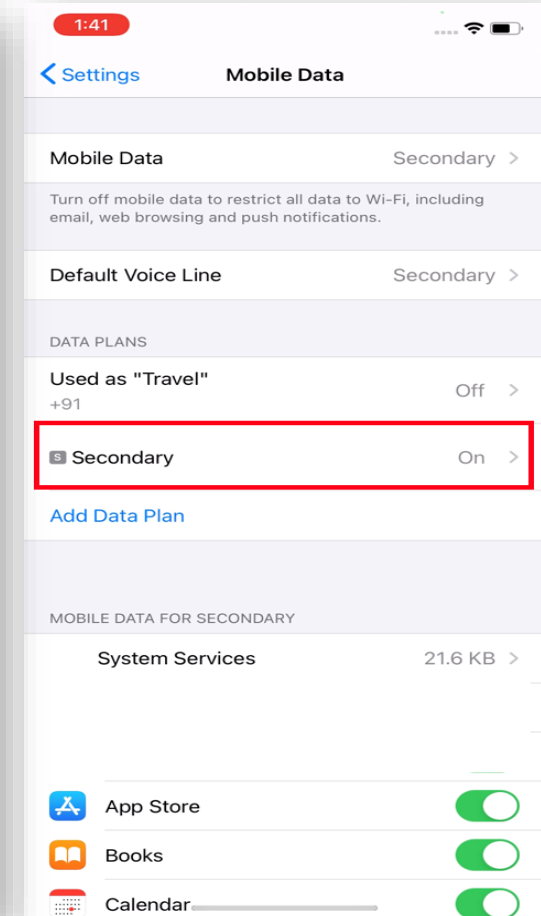 1:41
Settings
Mobile Data
Mobile Data Secondary
Turn off mobile data to restrict all data to Wi-Fi, including
email, web browsing and push notifications.
Default Voice Line Secondary
DATA PLANS
Used as "Travel"
+91
Off
S Secondary On
Add Data Plan
MOBILE DATA FOR SECONDARY
System Services 21.6 KB
App Store
Books
Calendar